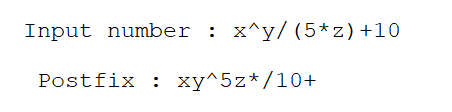 Input number : x^y/(5*z)+10
Postfix : xy^5z*/10+